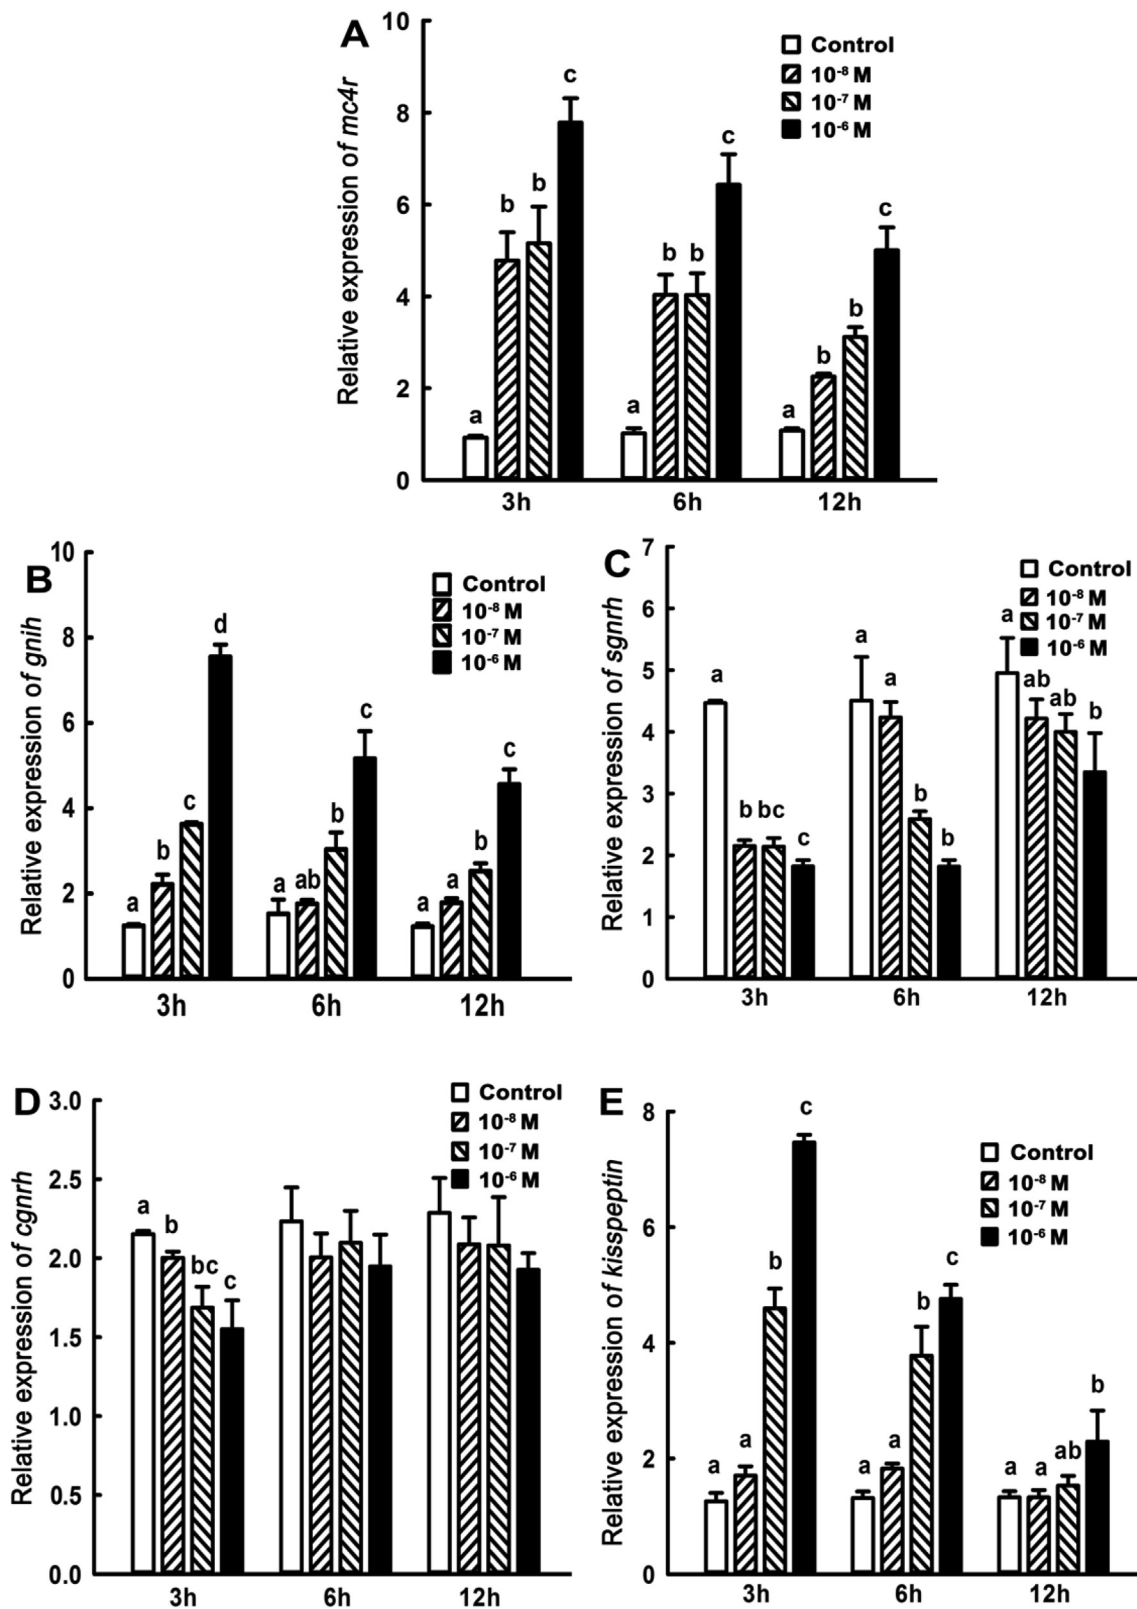 A
Relative expression of mc4r
10
8
6
4
2
0
Control
10⁻⁸ M
10⁻⁷ M
10⁻⁶ M
a
b
b
c
a
b
b
c
a
b
b
c
3h
6h
12h
B
Relative expression of gnih
10
8
6
4
2
0
Control
10⁻⁸ M
10⁻⁷ M
10⁻⁶ M
a
b
c
d
a
ab
b
c
a
a
b
c
3h
6h
12h
C
Relative expression of sgnrh
7
6
5
4
3
2
1
0
Control
10⁻⁸ M
10⁻⁷ M
10⁻⁶ M
a
b
bc
c
a
a
b
b
a
ab
ab
b
3h
6h
12h
D
Relative expression of cgnrh
3.0
2.5
2.0
1.5
1.0
0.5
0.0
Control
10⁻⁸ M
10⁻⁷ M
10⁻⁶ M
a
b
bc
c
3h
6h
12h
E
Relative expression of kisspeptin
8
6
4
2
0
Control
10⁻⁸ M
10⁻⁷ M
10⁻⁶ M
a
a
b
c
a
a
b
c
a
a
ab
b
3h
6h
12h